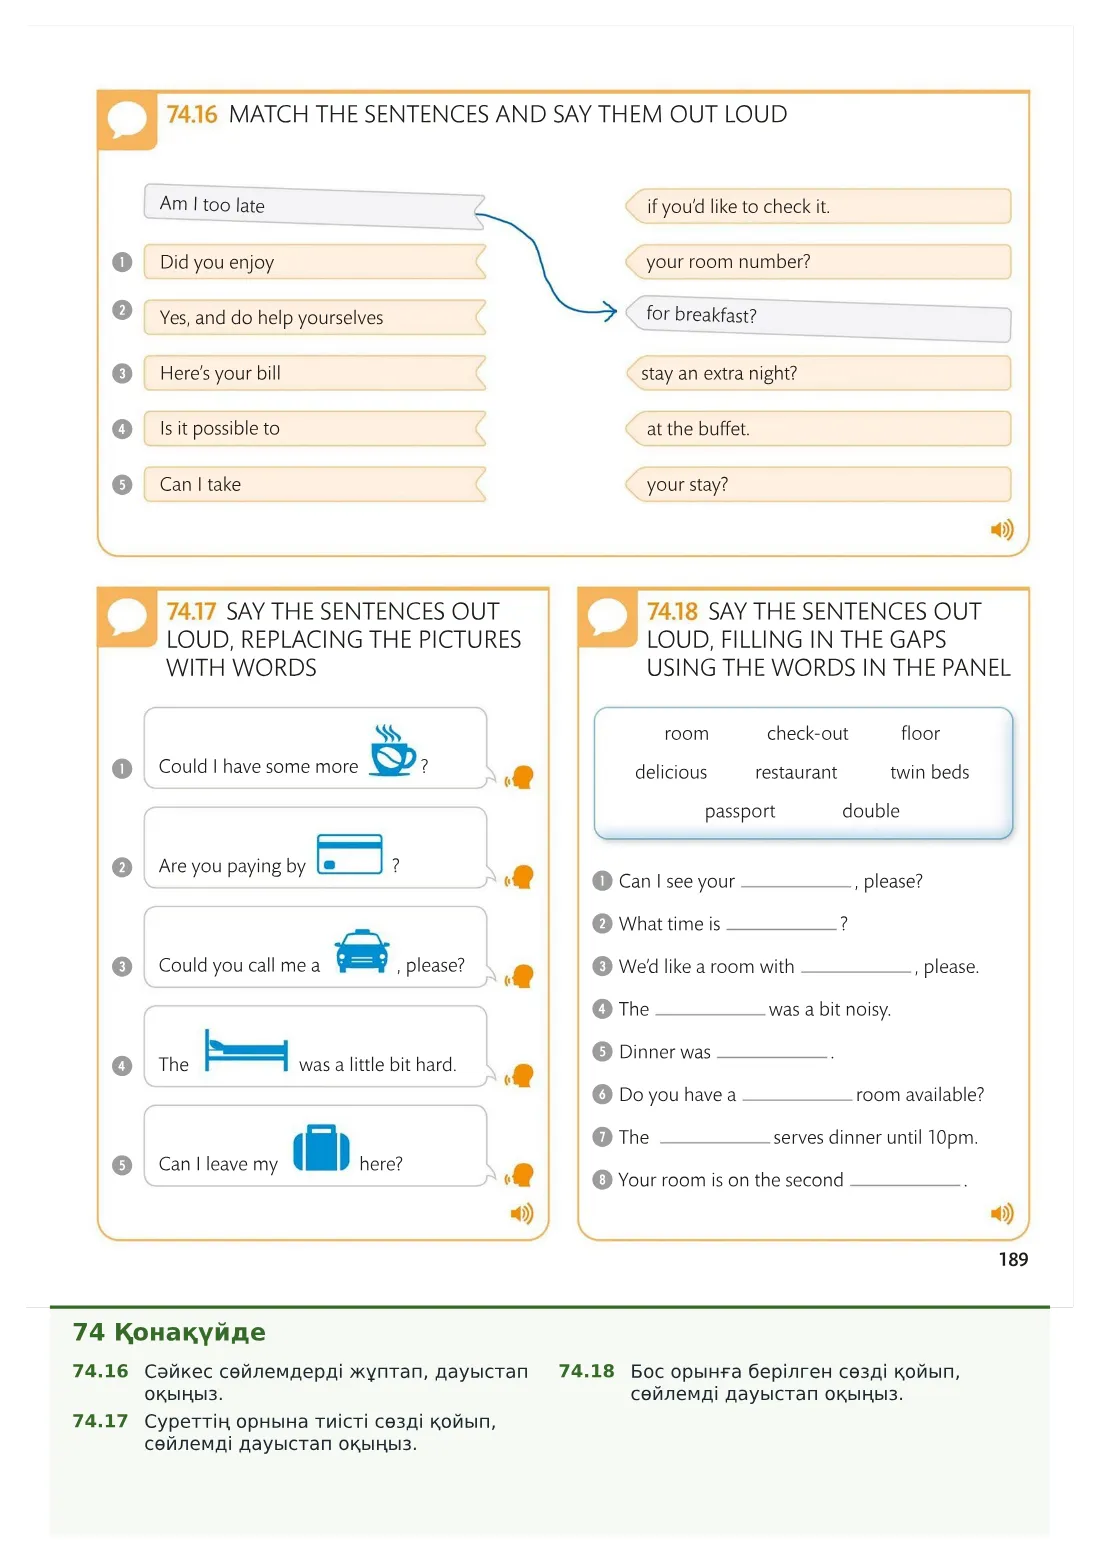 74.16 MATCH THE SENTENCES AND SAY THEM OUT LOUD
Am I too late
if you'd like to check it.
1 Did you enjoy
your room number?
2 Yes, and do help yourselves
for breakfast?
3 Here's your bill
stay an extra night?
4 Is it possible to
at the buffet.
5 Can I take
your stay?
74.17 SAY THE SENTENCES OUT
LOUD, REPLACING THE PICTURES
WITH WORDS
1 Could I have some more ?
2 Are you paying by ?
3 Could you call me a , please?
4 The was a little bit hard.
5 Can I leave my here?
74.18 SAY THE SENTENCES OUT
LOUD, FILLING IN THE GAPS
USING THE WORDS IN THE PANEL
room check-out floor
delicious restaurant twin beds
passport double
1 Can I see your ____________, please?
2 What time is ____________?
3 We'd like a room with ____________, please.
4 The ____________ was a bit noisy.
5 Dinner was ____________.
6 Do you have a ____________ room available?
7 The ____________ serves dinner until 10pm.
8 Your room is on the second ____________.
189
74 Қонақүйде
74.16 Сәйкес сөйлемдерді жұптап, дауыстап
оқыңыз.
74.17 Суреттің орнына тиісті сөзді қойып,
сөйлемді дауыстап оқыңыз.
74.18 Бос орынға берілген сөзді қойып,
сөйлемді дауыстап оқыңыз.